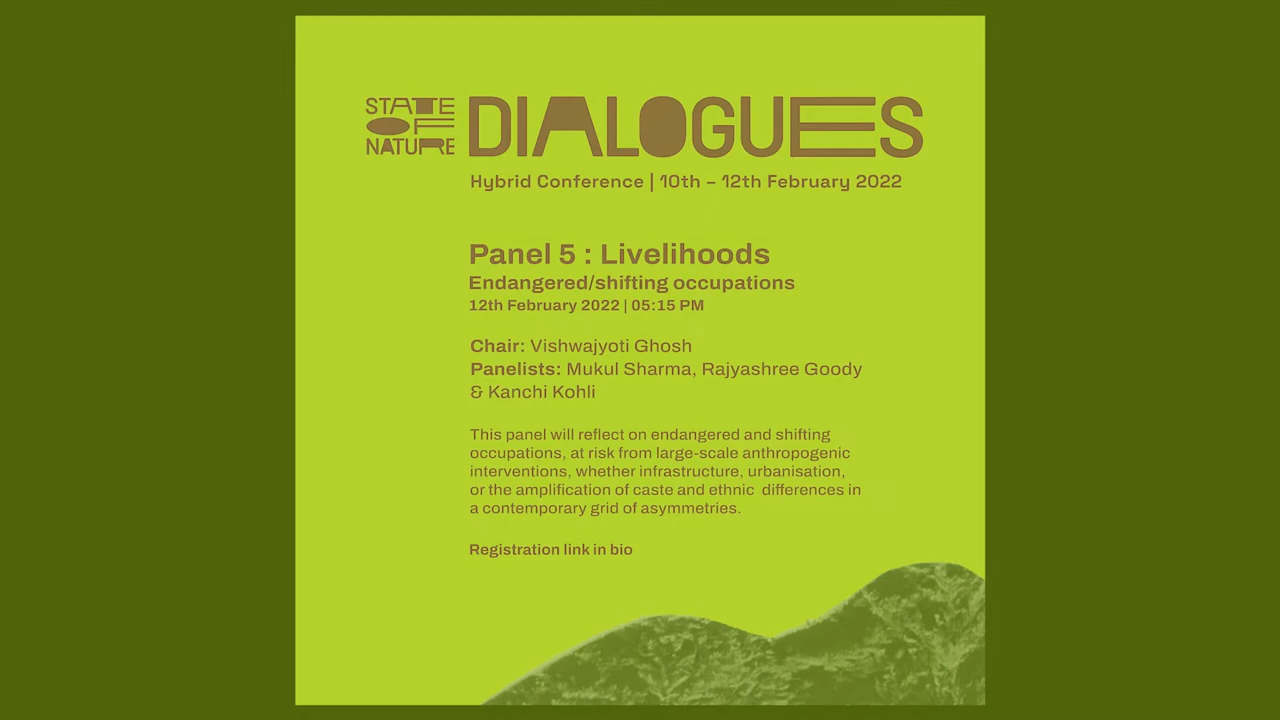 STATE
OF
NATURE
DIALOGUES
Hybrid Conference | 10th – 12th February 2022
Panel 5 : Livelihoods
Endangered/shifting occupations
12th February 2022 | 05:15 PM
Chair: Vishwajyoti Ghosh
Panelists: Mukul Sharma, Rajyashree Goody
& Kanchi Kohli
This panel will reflect on endangered and shifting
occupations, at risk from large-scale anthropogenic
interventions, whether infrastructure, urbanisation,
or the amplification of caste and ethnic differences in
a contemporary grid of asymmetries.
Registration link in bio